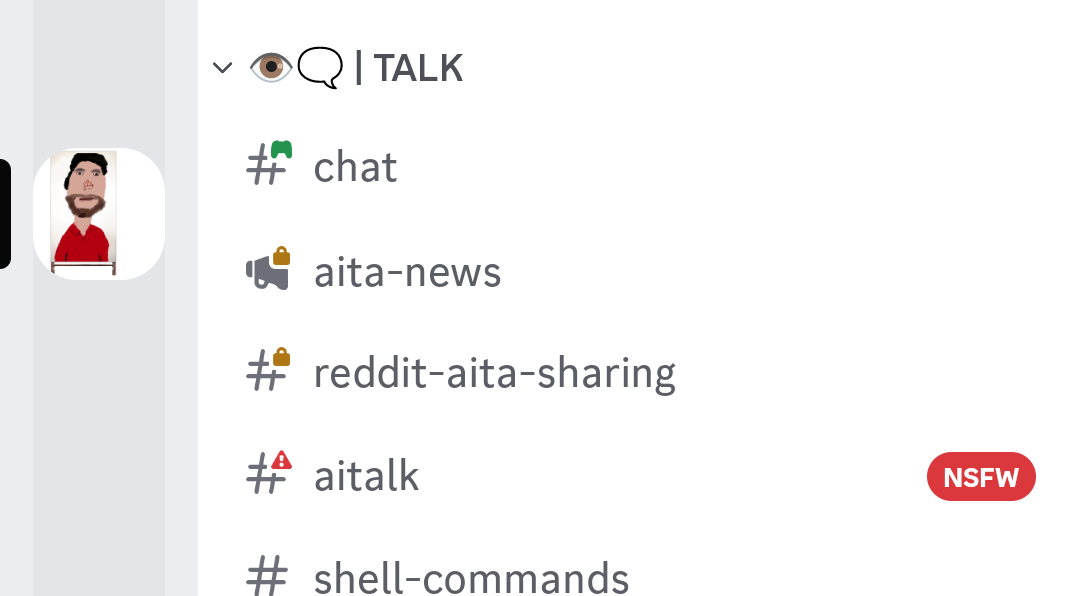 👁️🗨️ | TALK
chat
aita-news
reddit-aita-sharing
aitalk NSFW
shell-commands